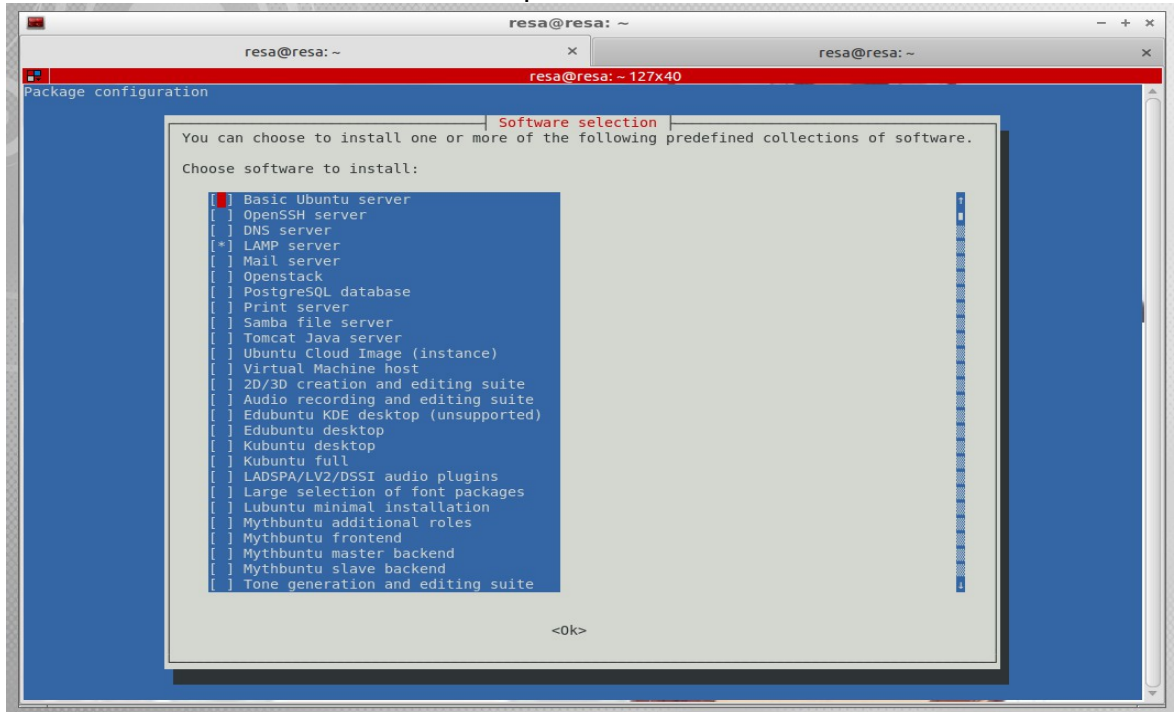 resa@resa: ~
- + ×
resa@resa: ~ ×
resa@resa: ~ ×
resa@resa: ~ 127x40
Package configuration
Software selection
You can choose to install one or more of the following predefined collections of software.
Choose software to install:
[ ] Basic Ubuntu server
[ ] OpenSSH server
[ ] DNS server
[*] LAMP server
[ ] Mail server
[ ] Openstack
[ ] PostgreSQL database
[ ] Print server
[ ] Samba file server
[ ] Tomcat Java server
[ ] Ubuntu Cloud Image (instance)
[ ] Virtual Machine host
[ ] 2D/3D creation and editing suite
[ ] Audio recording and editing suite
[ ] Edubuntu KDE desktop (unsupported)
[ ] Edubuntu desktop
[ ] Kubuntu desktop
[ ] Kubuntu full
[ ] LADSPA/LV2/DSSI audio plugins
[ ] Large selection of font packages
[ ] Lubuntu minimal installation
[ ] Mythbuntu additional roles
[ ] Mythbuntu frontend
[ ] Mythbuntu master backend
[ ] Mythbuntu slave backend
[ ] Tone generation and editing suite
<Ok>